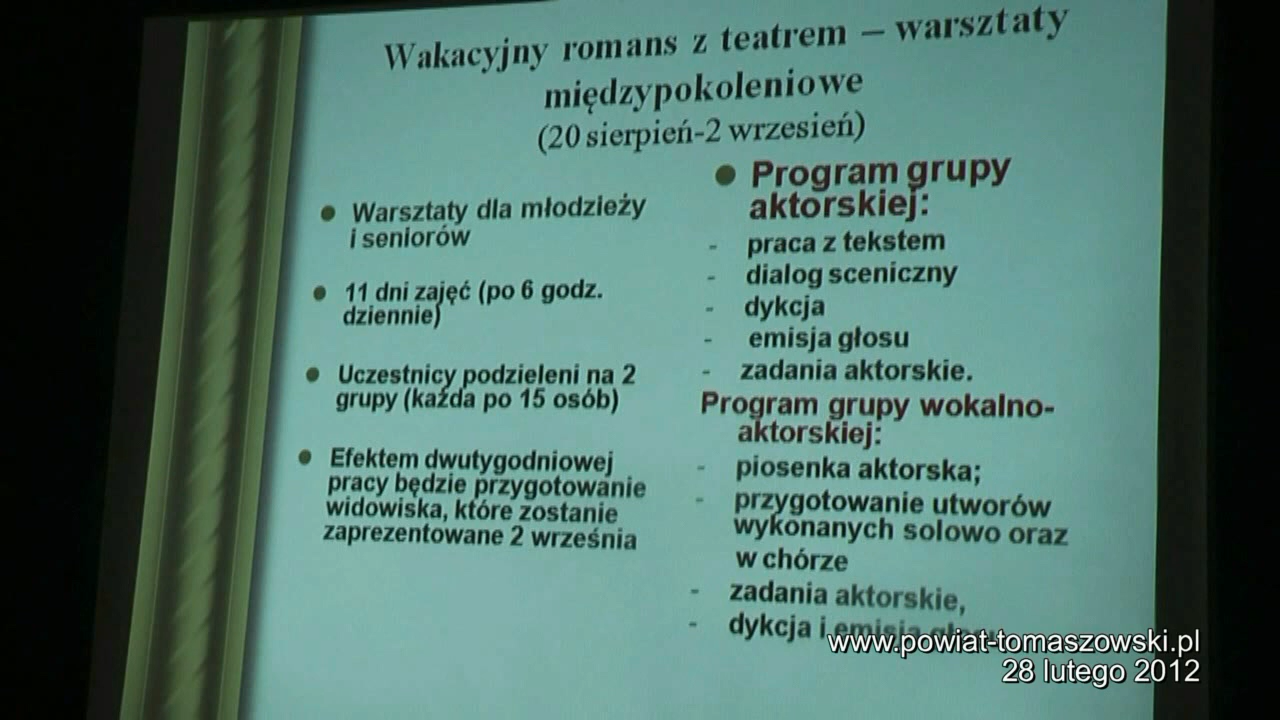 Wakacyjny romans z teatrem – warsztaty
międzypokoleniowe
(20 sierpień-2 wrzesień)
Warsztaty dla młodzieży
i seniorów
11 dni zajęć (po 6 godz.
dziennie)
Uczestnicy podzieleni na 2
grupy (każda po 15 osób)
Efektem dwutygodniowej
pracy będzie przygotowanie
widowiska, które zostanie
zaprezentowane 2 września
Program grupy
aktorskiej:
- praca z tekstem
- dialog sceniczny
- dykcja
- emisja głosu
- zadania aktorskie.
Program grupy wokalno-
aktorskiej:
- piosenka aktorska;
- przygotowanie utworów
wykonanych solowo oraz
w chórze
- zadania aktorskie,
- dykcja i emisja głosu
www.powiat-tomaszowski.pl
28 lutego 2012